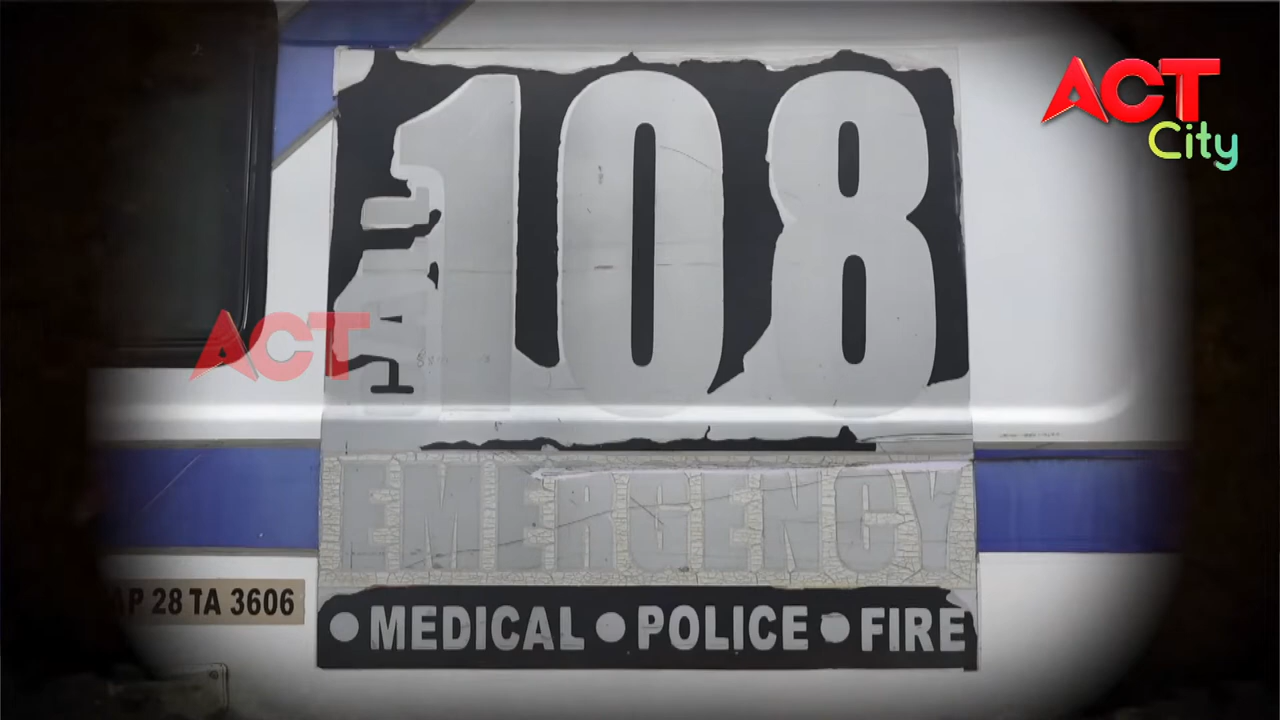 ACT
City
108
ACT
EMERGENCY
AP 28 TA 3606
• MEDICAL • POLICE • FIRE